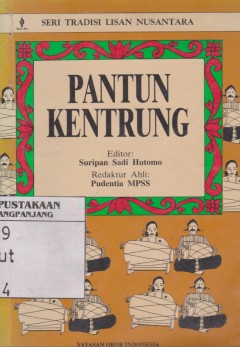 SERI TRADISI LISAN NUSANTARA
PANTUN
KENTRUNG
Editor:
Suripan Sadi Hutomo
Redaktur Ahli:
Pudentia MPSS
PUSTAKAAN
ANGPANJANG
9
ut
4
YAYASAN OBOR INDONESIA